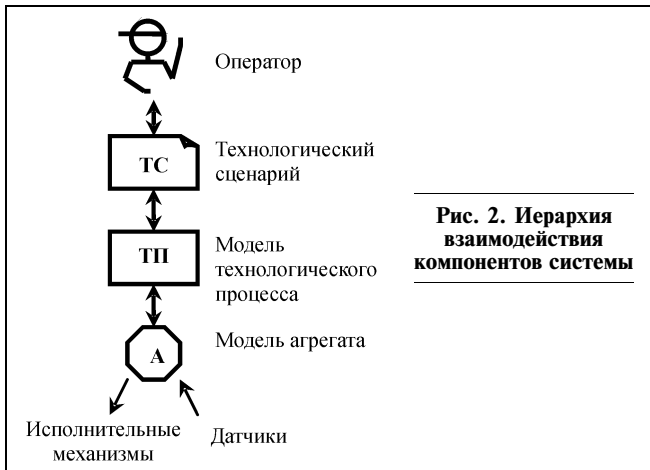 Оператор
ТС
Технологический
сценарий
Рис. 2. Иерархия
взаимодействия
компонентов системы
ТП
Модель
технологического
процесса
А
Модель агрегата
Исполнительные
механизмы
Датчики